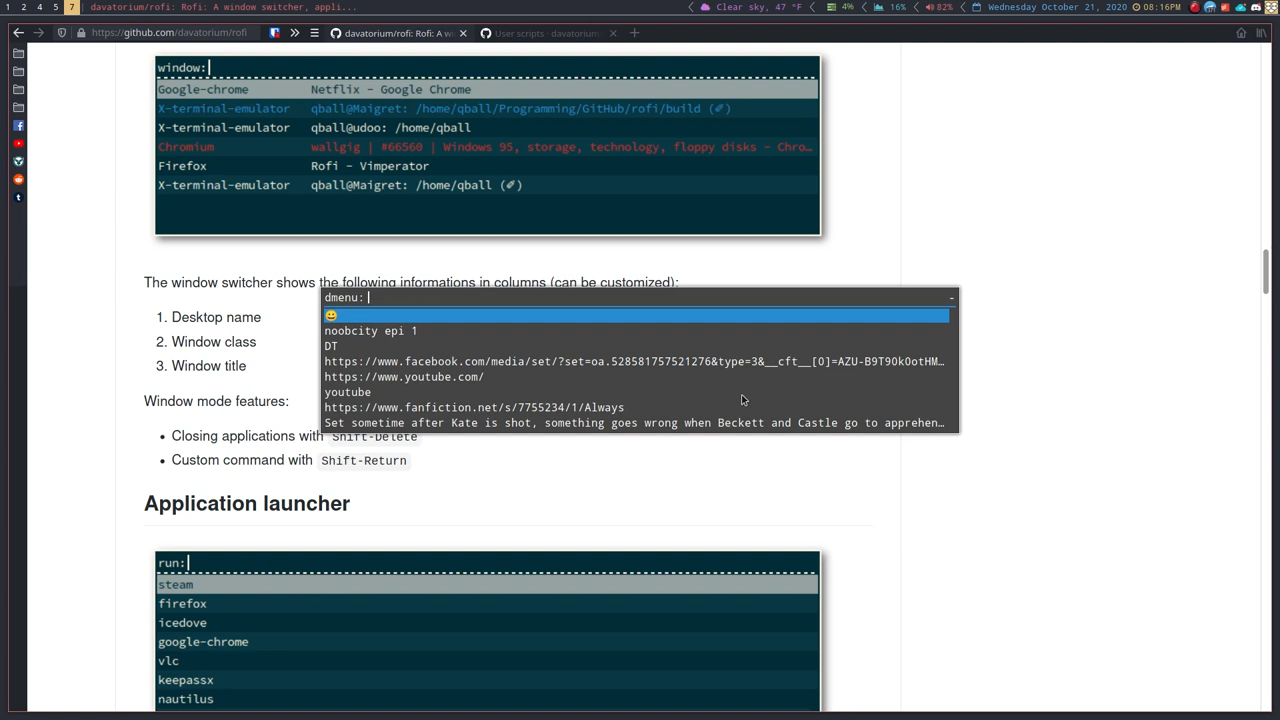 1 2 4 5 7 davatorium/rofi: Rofi: A window switcher, appli... Clear sky, 47 °F 4% 16% 82% Wednesday October 21, 2020 08:16PM
https://github.com/davatorium/rofi davatorium/rofi: Rofi: A w User scripts · davatorium
window:
Google-chrome Netflix - Google Chrome
X-terminal-emulator qball@Maigret: /home/qball/Programming/GitHub/rofi/build (✐)
X-terminal-emulator qball@udoo: /home/qball
Chromium wallgig | #66560 | Windows 95, storage, technology, floppy disks - Chro…
Firefox Rofi - Vimperator
X-terminal-emulator qball@Maigret: /home/qball (✐)
The window switcher shows the following informations in columns (can be customized):
1. Desktop name
2. Window class
3. Window title
Window mode features:
• Closing applications with Shift-Delete
• Custom command with Shift-Return
dmenu: -
😀
noobcity epi 1
DT
https://www.facebook.com/media/set/?set=oa.528581757521276&type=3&__cft__[0]=AZU-B9T90kOotHM…
https://www.youtube.com/
youtube
https://www.fanfiction.net/s/7755234/1/Always
Set sometime after Kate is shot, something goes wrong when Beckett and Castle go to apprehen…
Application launcher
run:
steam
firefox
icedove
google-chrome
vlc
keepassx
nautilus